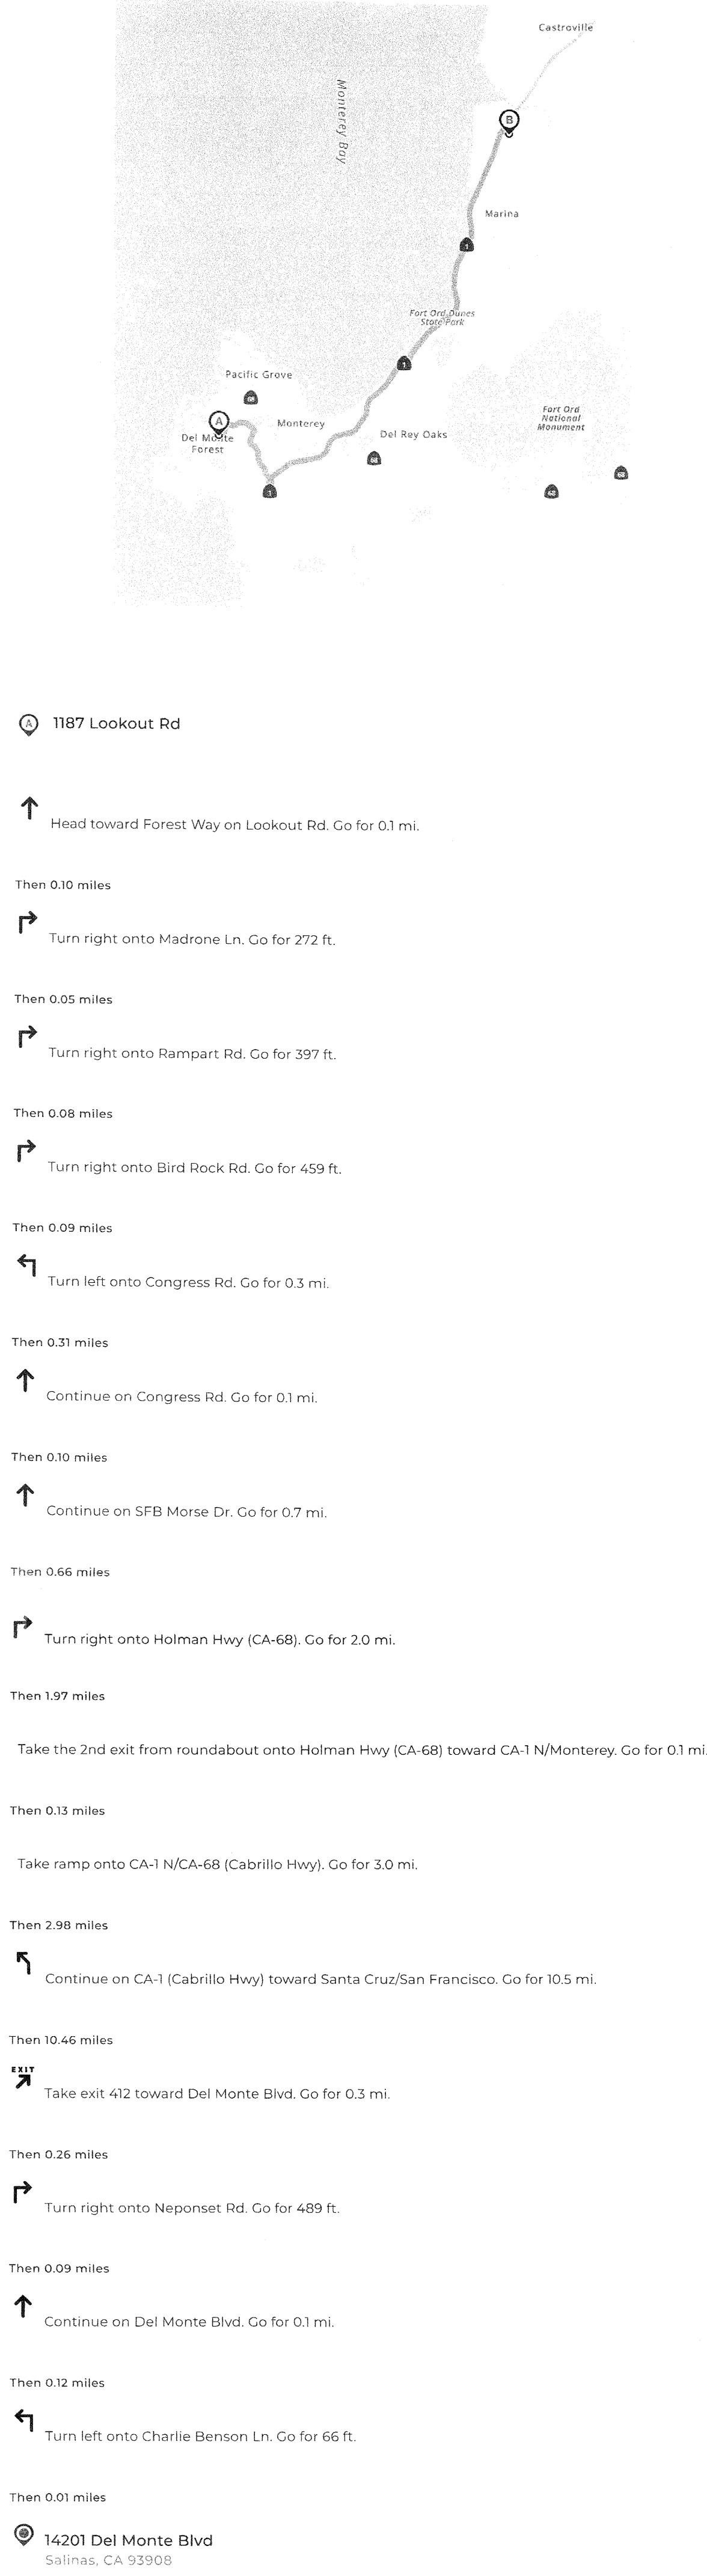 Castroville
Monterey Bay
B
Marina
1
Fort Ord Dunes
State Park
1
Pacific Grove
68
A
Monterey
Del Monte
Forest
Del Rey Oaks
68
Fort Ord
National
Monument
1
68
68
A 1187 Lookout Rd
Head toward Forest Way on Lookout Rd. Go for 0.1 mi.
Then 0.10 miles
Turn right onto Madrone Ln. Go for 272 ft.
Then 0.05 miles
Turn right onto Rampart Rd. Go for 397 ft.
Then 0.08 miles
Turn right onto Bird Rock Rd. Go for 459 ft.
Then 0.09 miles
Turn left onto Congress Rd. Go for 0.3 mi.
Then 0.31 miles
Continue on Congress Rd. Go for 0.1 mi.
Then 0.10 miles
Continue on SFB Morse Dr. Go for 0.7 mi.
Then 0.66 miles
Turn right onto Holman Hwy (CA-68). Go for 2.0 mi.
Then 1.97 miles
Take the 2nd exit from roundabout onto Holman Hwy (CA-68) toward CA-1 N/Monterey. Go for 0.1 mi.
Then 0.13 miles
Take ramp onto CA-1 N/CA-68 (Cabrillo Hwy). Go for 3.0 mi.
Then 2.98 miles
Continue on CA-1 (Cabrillo Hwy) toward Santa Cruz/San Francisco. Go for 10.5 mi.
Then 10.46 miles
EXIT
Take exit 412 toward Del Monte Blvd. Go for 0.3 mi.
Then 0.26 miles
Turn right onto Neponset Rd. Go for 489 ft.
Then 0.09 miles
Continue on Del Monte Blvd. Go for 0.1 mi.
Then 0.12 miles
Turn left onto Charlie Benson Ln. Go for 66 ft.
Then 0.01 miles
14201 Del Monte Blvd
Salinas, CA 93908